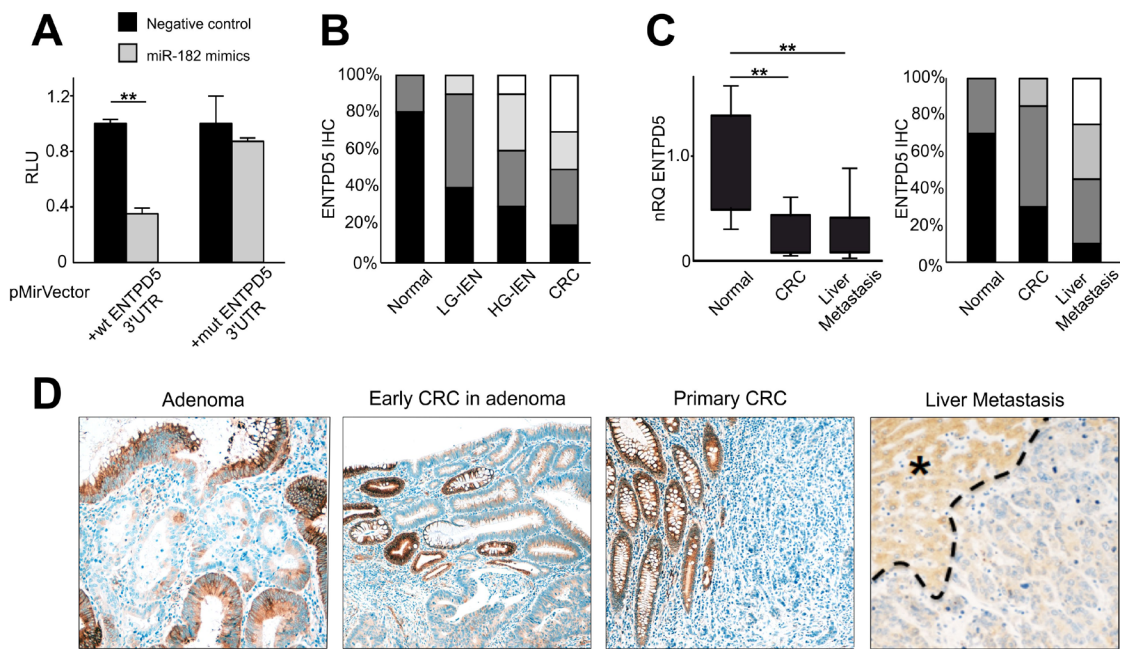 A
Negative control
miR-182 mimics
RLU
1.2
0.8
0.4
0
**
pMirVector
+wt ENTPD5
3'UTR
+mut ENTPD5
3'UTR
B
ENTPD5 IHC
100%
80%
60%
40%
20%
0%
Normal
LG-IEN
HG-IEN
CRC
C
nRQ ENTPD5
1.0
0
**
**
Normal
CRC
Liver
Metastasis
ENTPD5 IHC
100%
80%
60%
40%
20%
0%
Normal
CRC
Liver
Metastasis
D
Adenoma
Early CRC in adenoma
Primary CRC
Liver Metastasis
*